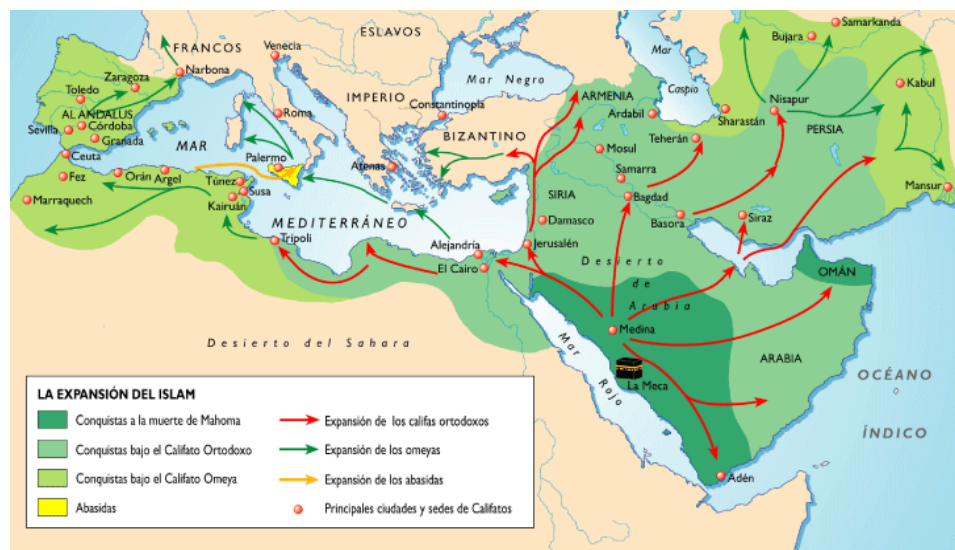 Samarkanda
ESLAVOS
Bujara
FRANCOS
Venecia
Mar
Caspio
Narbona
Mar Negro
Zaragoza
Kabul
Toledo
IMPERIO
ARMENIA
Nisapur
Constantinopla
AL ANDALUS
Roma
Ardabil
Sharastán
Sevilla
Córdoba
BIZANTINO
Teherán
PERSIA
Granada
MAR
Mosul
Ceuta
Palermo
Atenas
Samarra
Fez
Orán
Argel
Túnez
SIRIA
Mansur
Susa
Bagdad
Marraquech
Kairuán
MEDITERRÁNEO
Damasco
Basora
Siraz
Trípoli
Alejandría
Jerusalén
El Cairo
Desierto
de
Arabia
OMÁN
Medina
Desierto del Sahara
Mar
Rojo
ARABIA
La Meca
OCÉANO
ÍNDICO
Adén
LA EXPANSIÓN DEL ISLAM
Conquistas a la muerte de Mahoma
Conquistas bajo el Califato Ortodoxo
Conquistas bajo el Califato Omeya
Abasidas
Expansión de los califas ortodoxos
Expansión de los omeyas
Expansión de los abasidas
Principales ciudades y sedes de Califatos